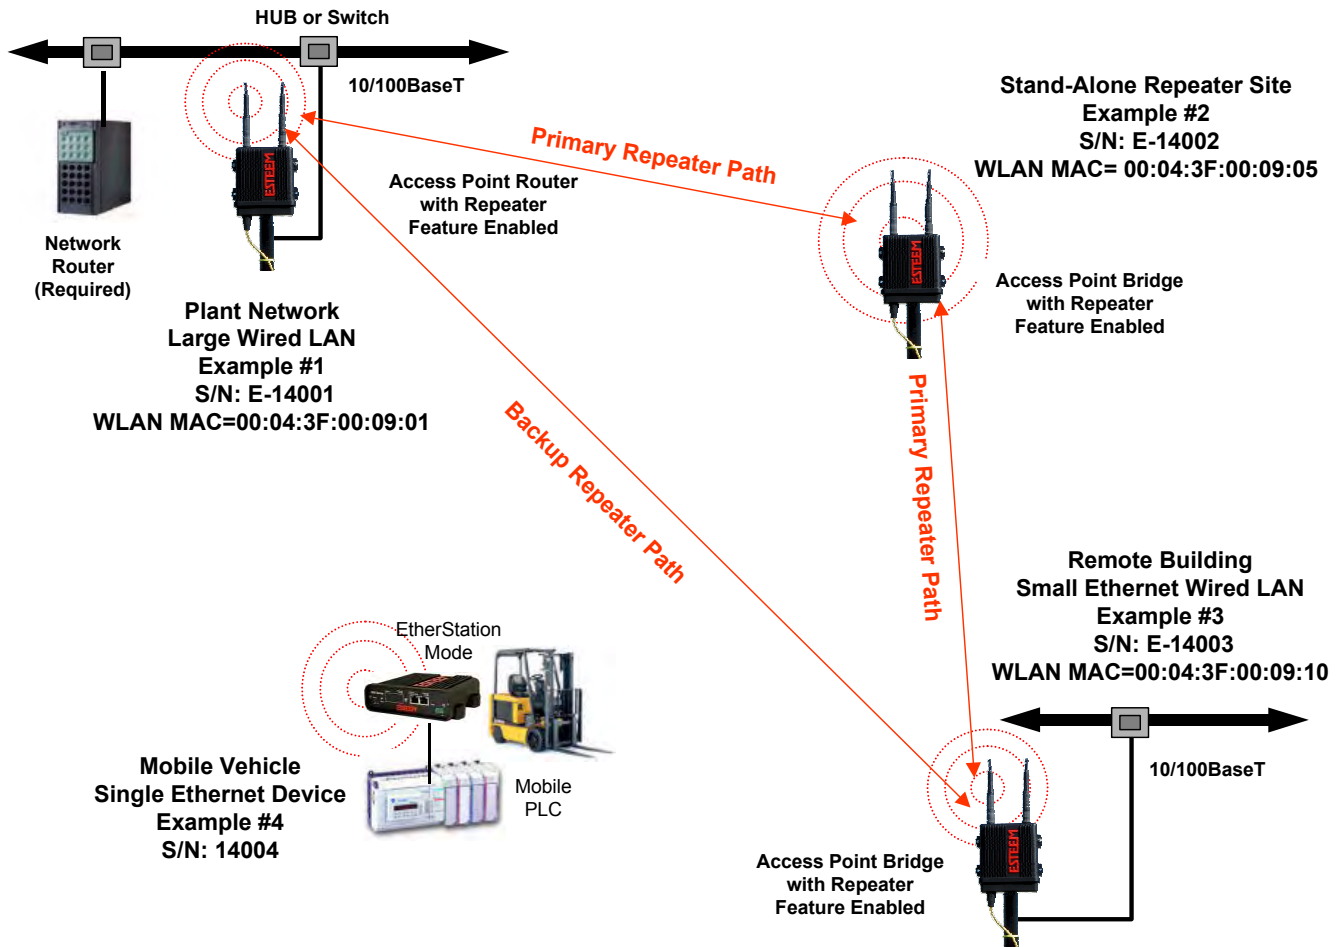 HUB or Switch
10/100BaseT
Network
Router
(Required)
ESTEEM
Access Point Router
with Repeater
Feature Enabled
Plant Network
Large Wired LAN
Example #1
S/N: E-14001
WLAN MAC=00:04:3F:00:09:01
Primary Repeater Path
Stand-Alone Repeater Site
Example #2
S/N: E-14002
WLAN MAC= 00:04:3F:00:09:05
ESTEEM
Access Point Bridge
with Repeater
Feature Enabled
Backup Repeater Path
Primary Repeater Path
Remote Building
Small Ethernet Wired LAN
Example #3
S/N: E-14003
WLAN MAC=00:04:3F:00:09:10
10/100BaseT
ESTEEM
Access Point Bridge
with Repeater
Feature Enabled
EtherStation
Mode
Mobile
PLC
Mobile Vehicle
Single Ethernet Device
Example #4
S/N: 14004